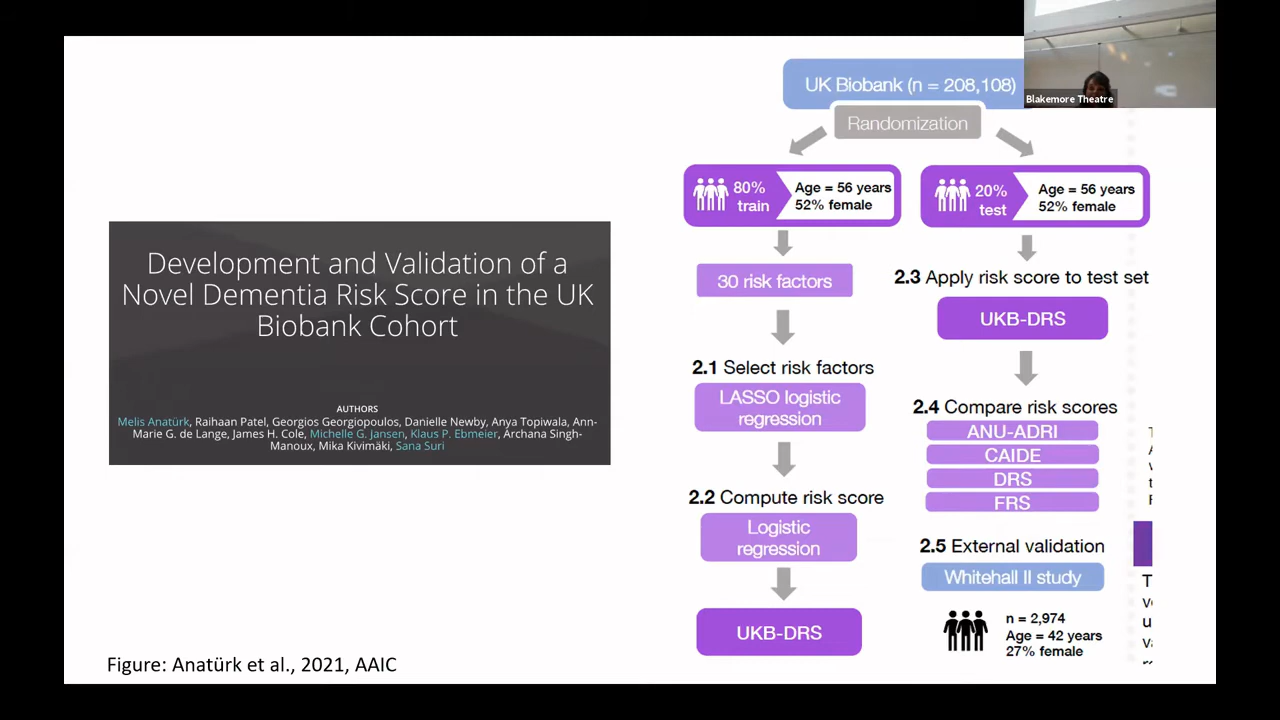 Blakemore Theatre
Development and Validation of a
Novel Dementia Risk Score in the UK
Biobank Cohort
AUTHORS
Melis Anatürk, Raihaan Patel, Georgios Georgiopoulos, Danielle Newby, Anya Topiwala, Ann-
Marie G. de Lange, James H. Cole, Michelle G. Jansen, Klaus P. Ebmeier, Archana Singh-
Manoux, Mika Kivimäki, Sana Suri
Figure: Anatürk et al., 2021, AAIC
UK Biobank (n = 208,108)
Randomization
80%
train
Age = 56 years
52% female
30 risk factors
2.1 Select risk factors
LASSO logistic
regression
2.2 Compute risk score
Logistic
regression
UKB-DRS
20%
test
Age = 56 years
52% female
2.3 Apply risk score to test set
UKB-DRS
2.4 Compare risk scores
ANU-ADRI
CAIDE
DRS
FRS
2.5 External validation
Whitehall II study
n = 2,974
Age = 42 years
27% female